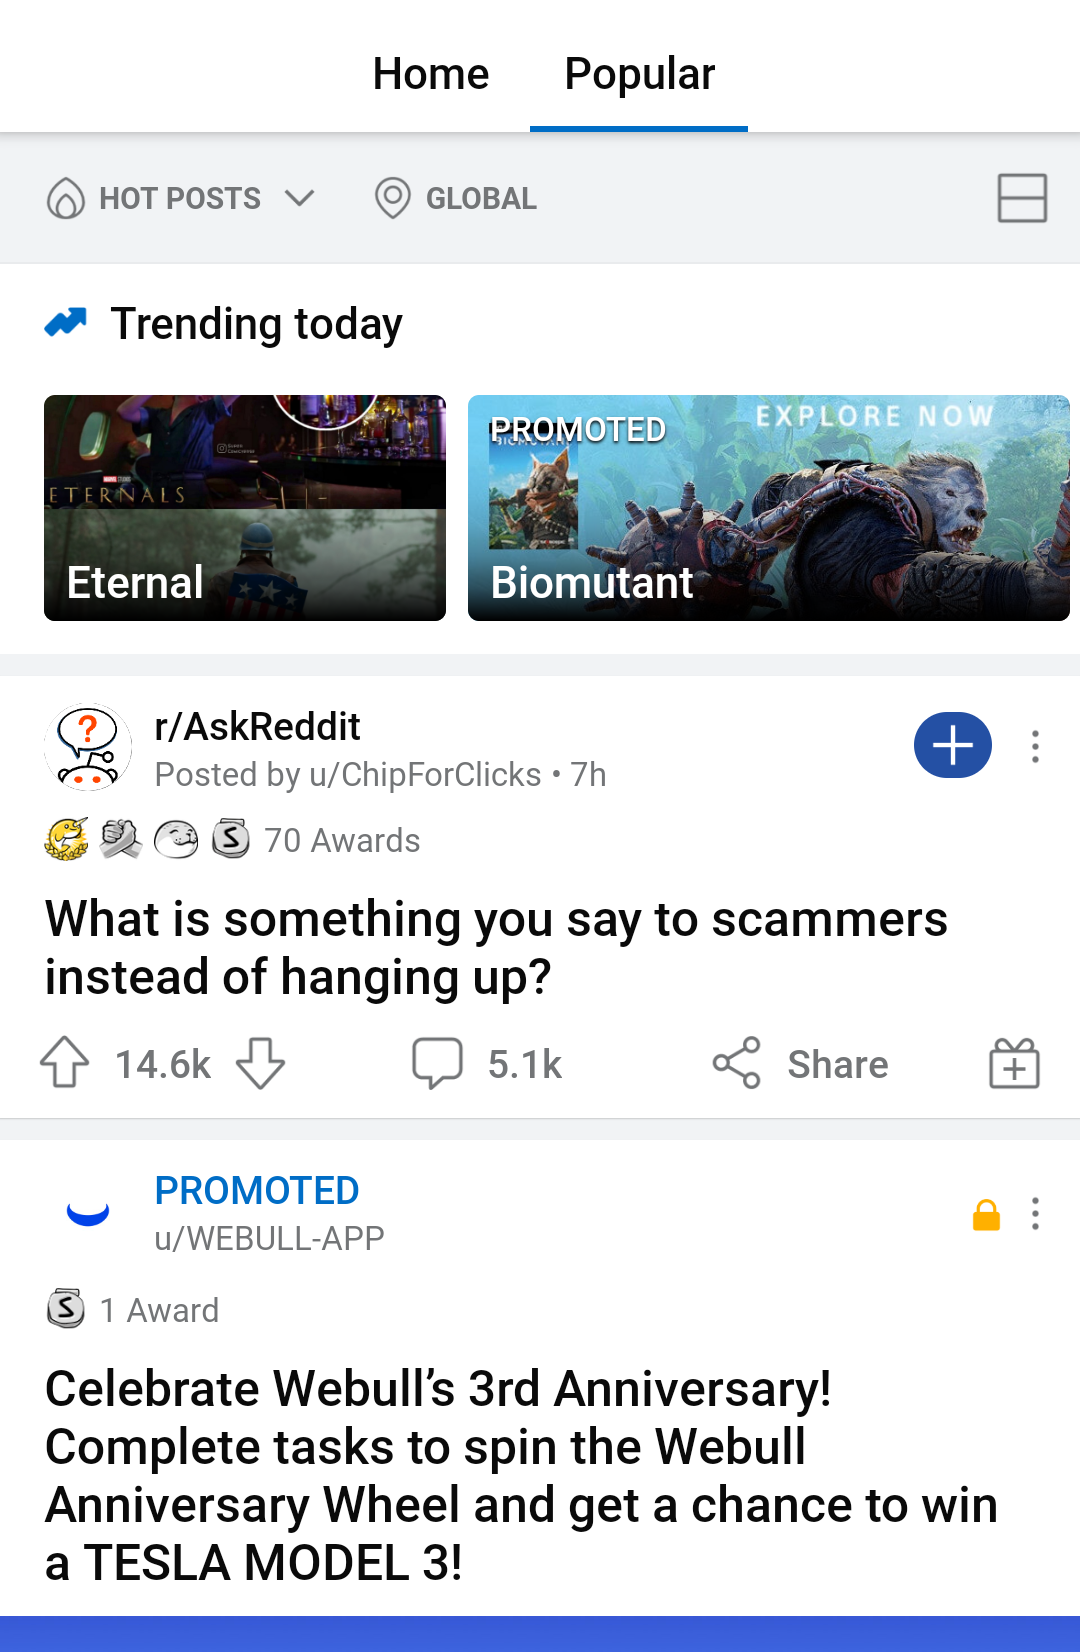 Home Popular
HOT POSTS GLOBAL
Trending today
ETERNALS
Eternal
PROMOTED
EXPLORE NOW
BIOMUTANT
Biomutant
r/AskReddit
Posted by u/ChipForClicks • 7h
70 Awards
What is something you say to scammers
instead of hanging up?
14.6k 5.1k Share
PROMOTED
u/WEBULL-APP
1 Award
Celebrate Webull’s 3rd Anniversary!
Complete tasks to spin the Webull
Anniversary Wheel and get a chance to win
a TESLA MODEL 3!